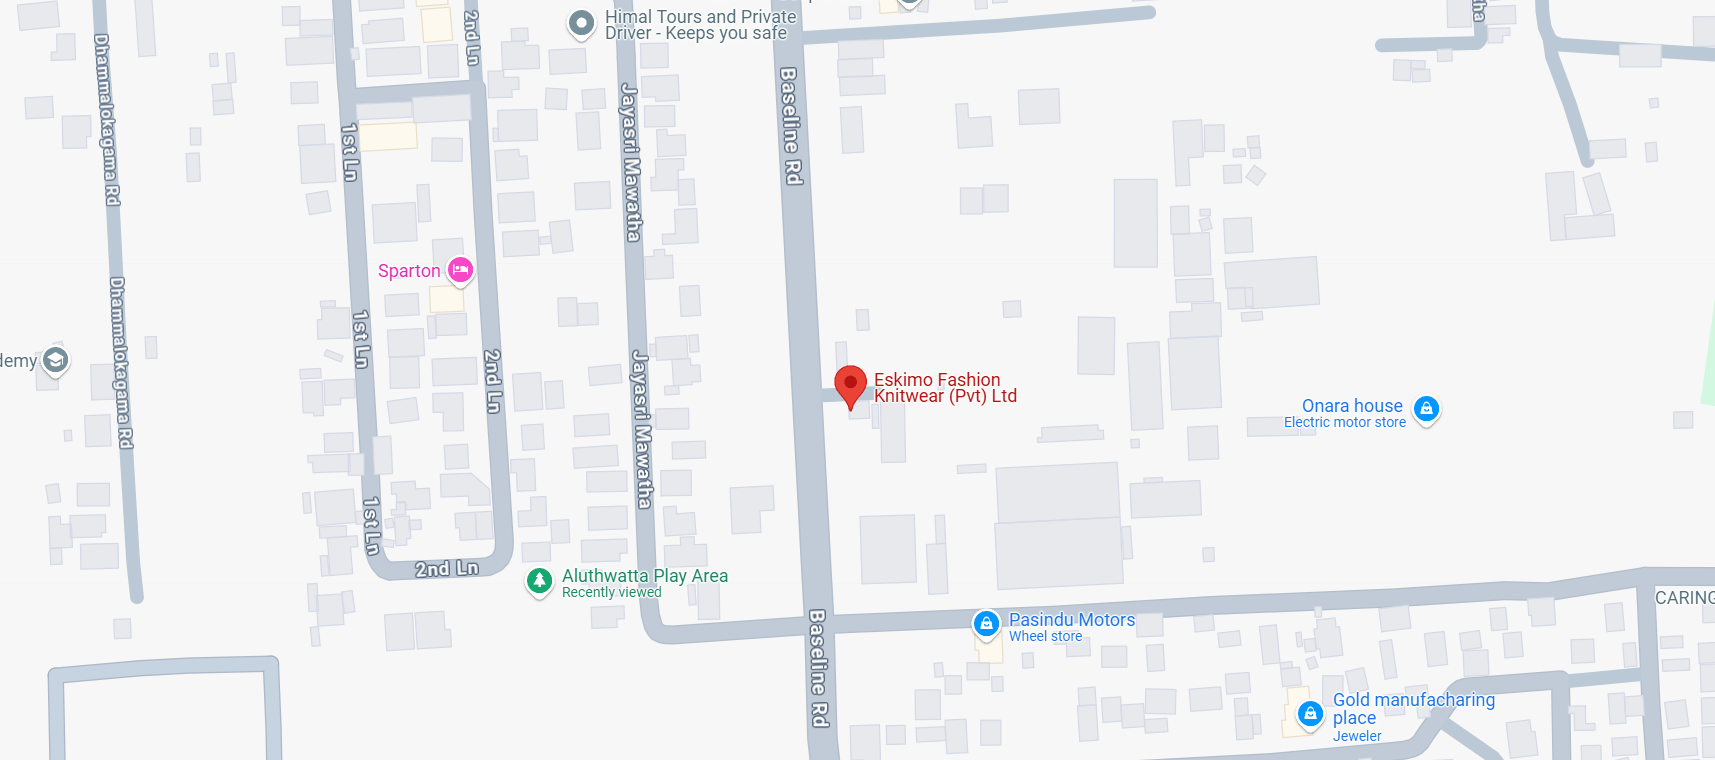 Himal Tours and Private
Driver - Keeps you safe
2nd Ln
Dhammalokagama Rd
Baseline Rd
Jayasri Mawatha
1st Ln
Sparton
Dhammalokagama Rd
1st Ln
2nd Ln
Jayasri Mawatha
demy
Eskimo Fashion
Knitwear (Pvt) Ltd
Onara house
Electric motor store
1st Ln
2nd Ln
Aluthwatta Play Area
Recently viewed
Baseline Rd
Pasindu Motors
Wheel store
CARING
Gold manufacharing
place
Jeweler